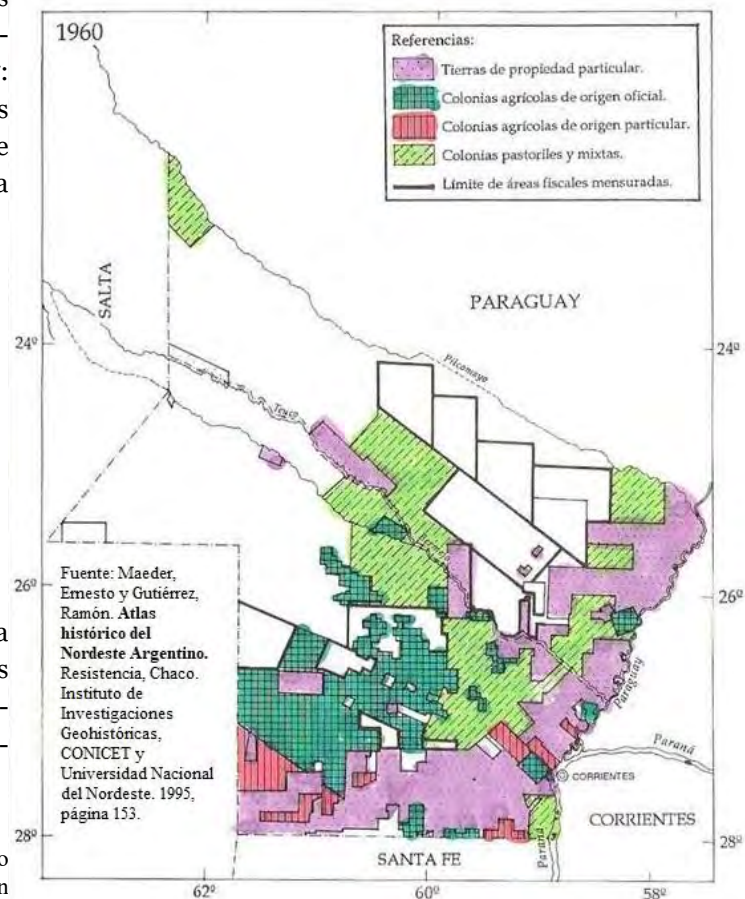 s
–
:
s
e
a
a
s
–
–
o
n
1960
Referencias:
Tierras de propiedad particular.
Colonias agrícolas de origen oficial.
Colonias agrícolas de origen particular.
Colonias pastoriles y mixtas.
Límite de áreas fiscales mensuradas.
SALTA
PARAGUAY
24º
24º
Pilcomayo
Teuco
26º
26º
Fuente: Maeder,
Ernesto y Gutiérrez,
Ramón. Atlas
histórico del
Nordeste Argentino.
Resistencia, Chaco.
Instituto de
Investigaciones
Geohistóricas,
CONICET y
Universidad Nacional
del Nordeste. 1995,
página 153.
Paraguay
Paraná
CORRIENTES
CORRIENTES
Paraná
28º
28º
SANTA FE
62º
60º
58º